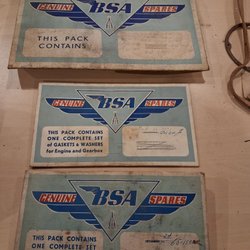 GENUINE BSA SPARES
THIS PACK
CONTAINS
GENUINE BSA SPARES
THIS PACK CONTAINS
ONE COMPLETE SET
of GASKETS & WASHERS
for Engine and Gearbox
GENUINE BSA SPARES
THIS PACK CONTAINS
ONE COMPLETE SET